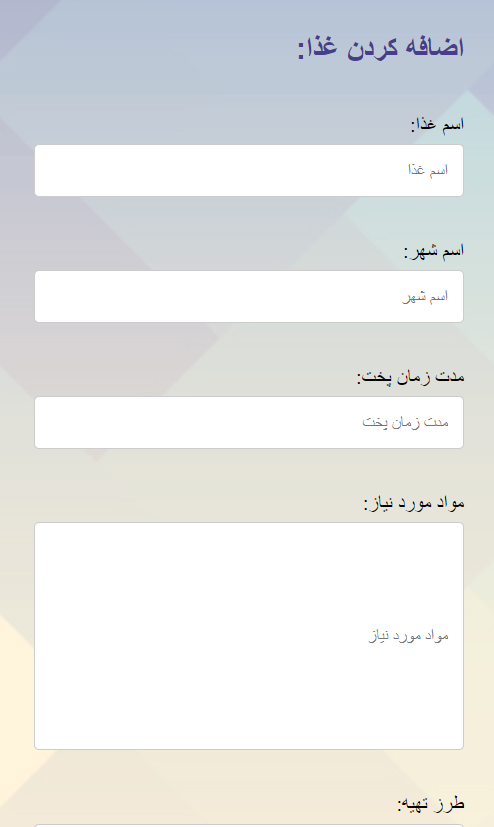 اضافه کردن غذا:
اسم غذا:
اسم غذا
اسم شهر:
اسم شهر
مدت زمان پخت:
مدت زمان پخت
مواد مورد نیاز:
مواد مورد نیاز
طرز تهیه: